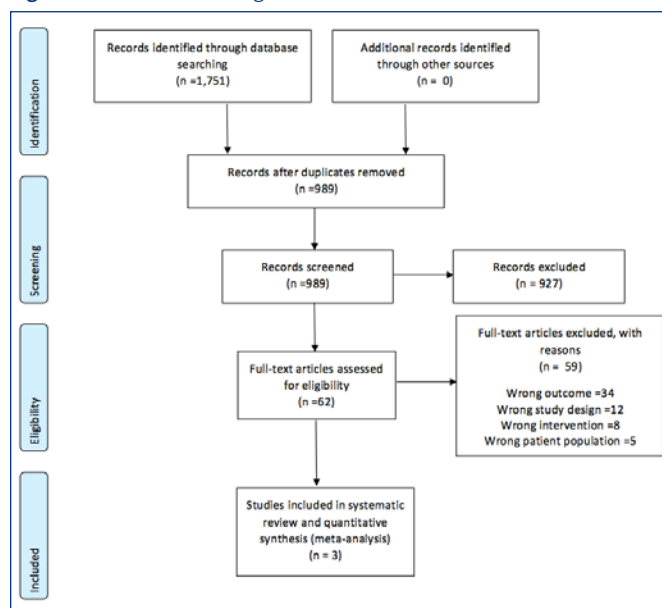 Records identified through database
searching
(n =1,751)
Additional records identified
through other sources
(n = 0)
Identification
Records after duplicates removed
(n =989)
Screening
Records screened
(n =989)
Records excluded
(n = 927)
Eligibility
Full-text articles assessed
for eligibility
(n =62)
Full-text articles excluded, with
reasons
(n = 59)
Wrong outcome =34
Wrong study design =12
Wrong intervention =8
Wrong patient population =5
Included
Studies included in systematic
review and quantitative
synthesis (meta-analysis)
(n = 3)